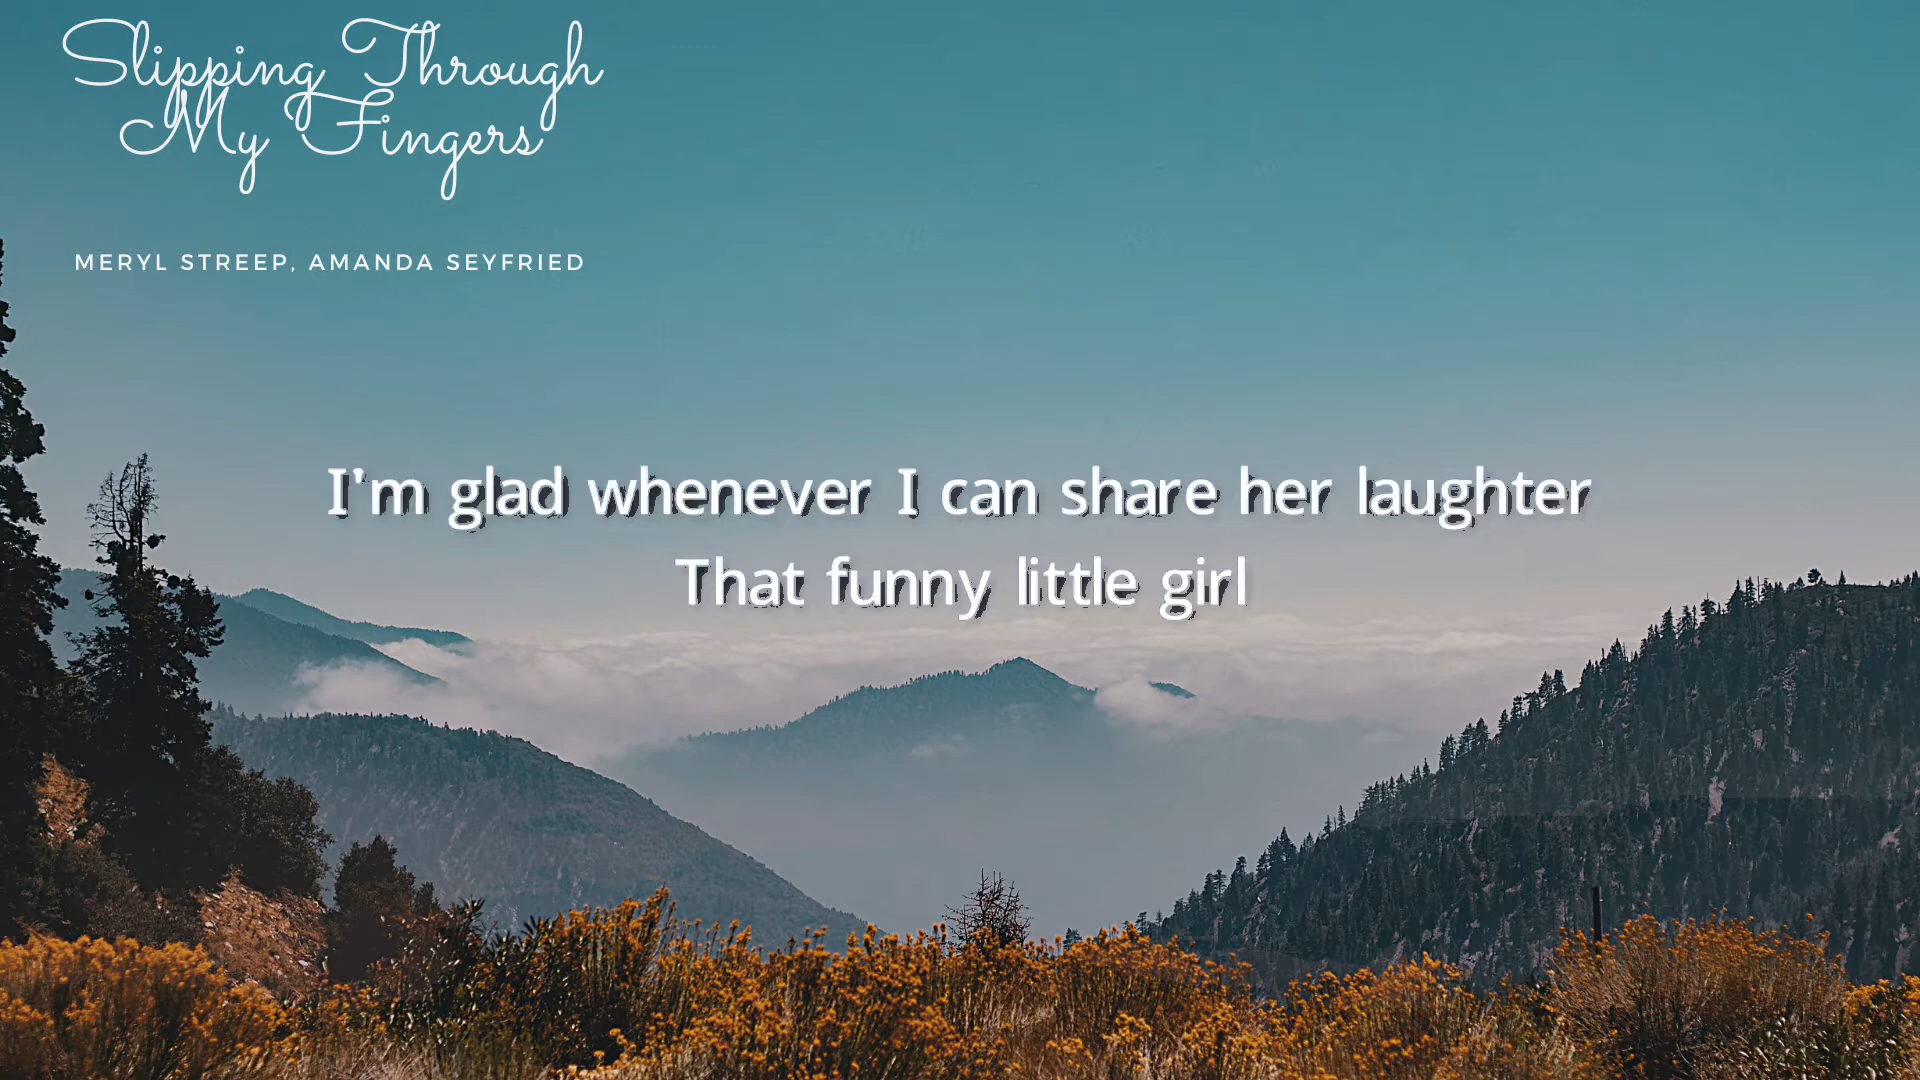 Slipping Through
My Fingers
MERYL STREEP, AMANDA SEYFRIED
I'm glad whenever I can share her laughter
That funny little girl